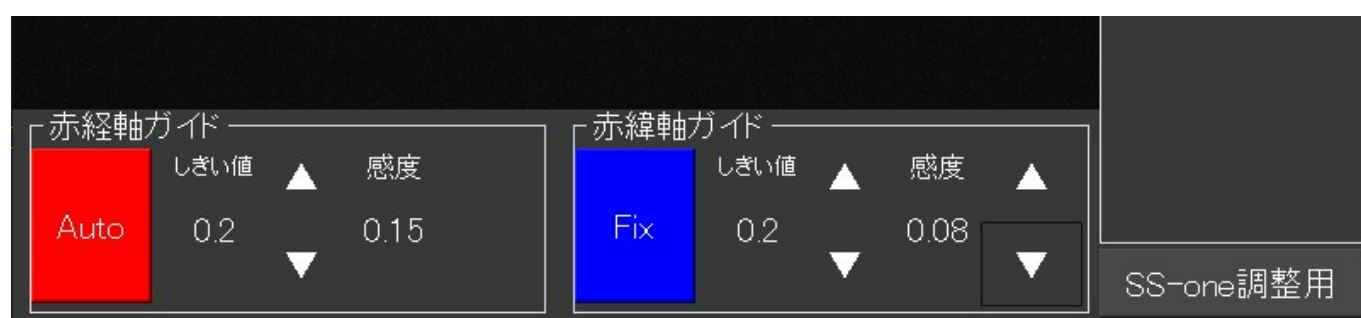 赤経軸ガイド
Auto
しきい値
0.2
▲
▼
感度
0.15
赤緯軸ガイド
Fix
しきい値
0.2
▲
▼
感度
0.08
▲
▼
SS-one調整用